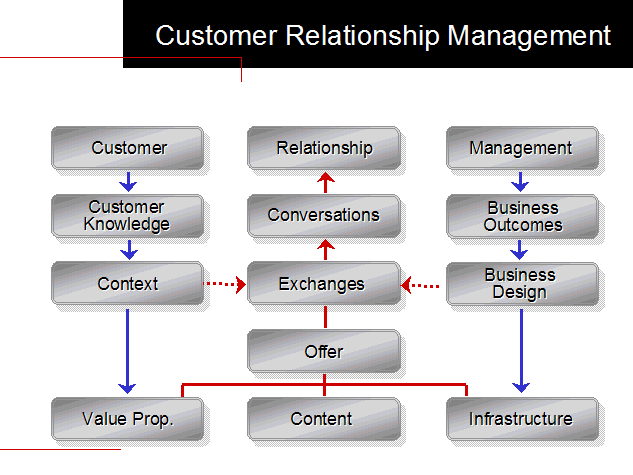 Customer Relationship Management
Customer
Relationship
Management
Customer
Knowledge
Conversations
Business
Outcomes
Context
Exchanges
Business
Design
Offer
Value Prop.
Content
Infrastructure